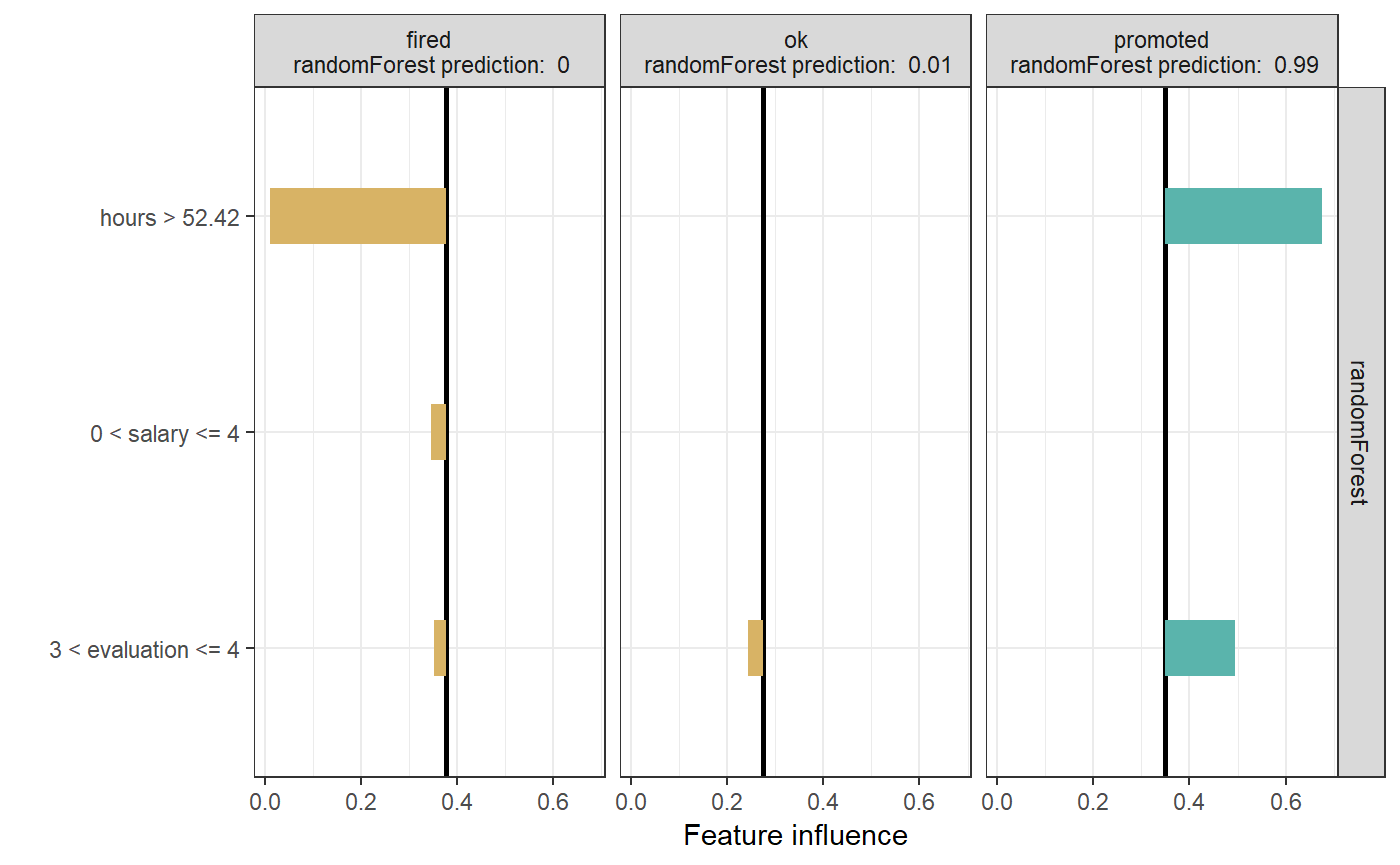 fired
randomForest prediction:  0
ok
randomForest prediction:  0.01
promoted
randomForest prediction:  0.99
hours > 52.42
0 < salary <= 4
3 < evaluation <= 4
randomForest
0.0 0.2 0.4 0.6 0.0 0.2 0.4 0.6 0.0 0.2 0.4 0.6
Feature influence